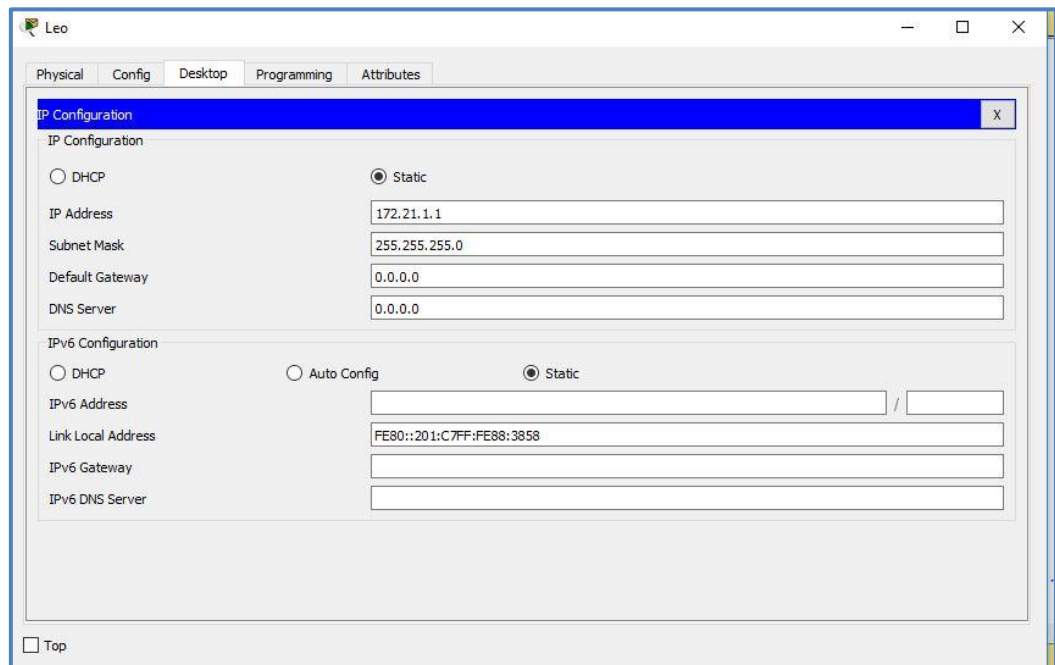 Leo
Physical Config Desktop Programming Attributes
IP Configuration X
IP Configuration
DHCP Static
IP Address 172.21.1.1
Subnet Mask 255.255.255.0
Default Gateway 0.0.0.0
DNS Server 0.0.0.0
IPv6 Configuration
DHCP Auto Config Static
IPv6 Address /
Link Local Address FE80::201:C7FF:FE88:3858
IPv6 Gateway
IPv6 DNS Server
Top